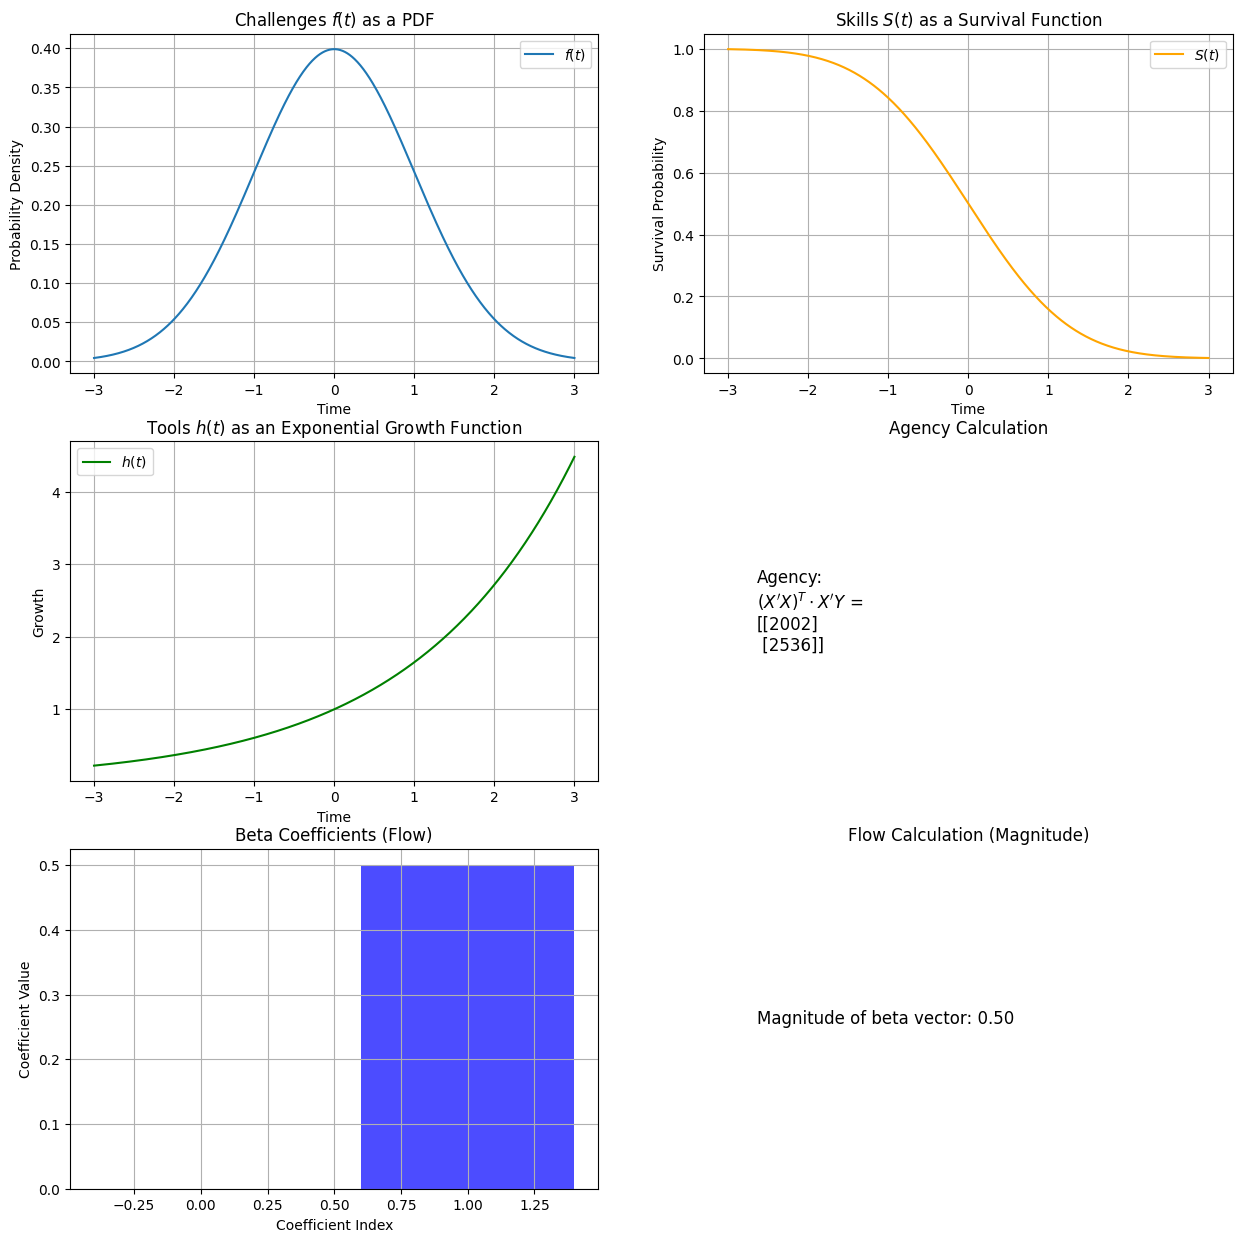 Challenges f(t) as a PDF
f(t)
Probability Density
0.40
0.35
0.30
0.25
0.20
0.15
0.10
0.05
0.00
−3 −2 −1 0 1 2 3
Time
Skills S(t) as a Survival Function
S(t)
Survival Probability
1.0
0.8
0.6
0.4
0.2
0.0
−3 −2 −1 0 1 2 3
Time
Tools h(t) as an Exponential Growth Function
h(t)
Growth
4
3
2
1
−3 −2 −1 0 1 2 3
Time
Agency Calculation
Agency:
(X′X)ᵀ · X′Y =
[[2002]
[2536]]
Beta Coefficients (Flow)
Coefficient Value
0.5
0.4
0.3
0.2
0.1
0.0
−0.25 0.00 0.25 0.50 0.75 1.00 1.25
Coefficient Index
Flow Calculation (Magnitude)
Magnitude of beta vector: 0.50